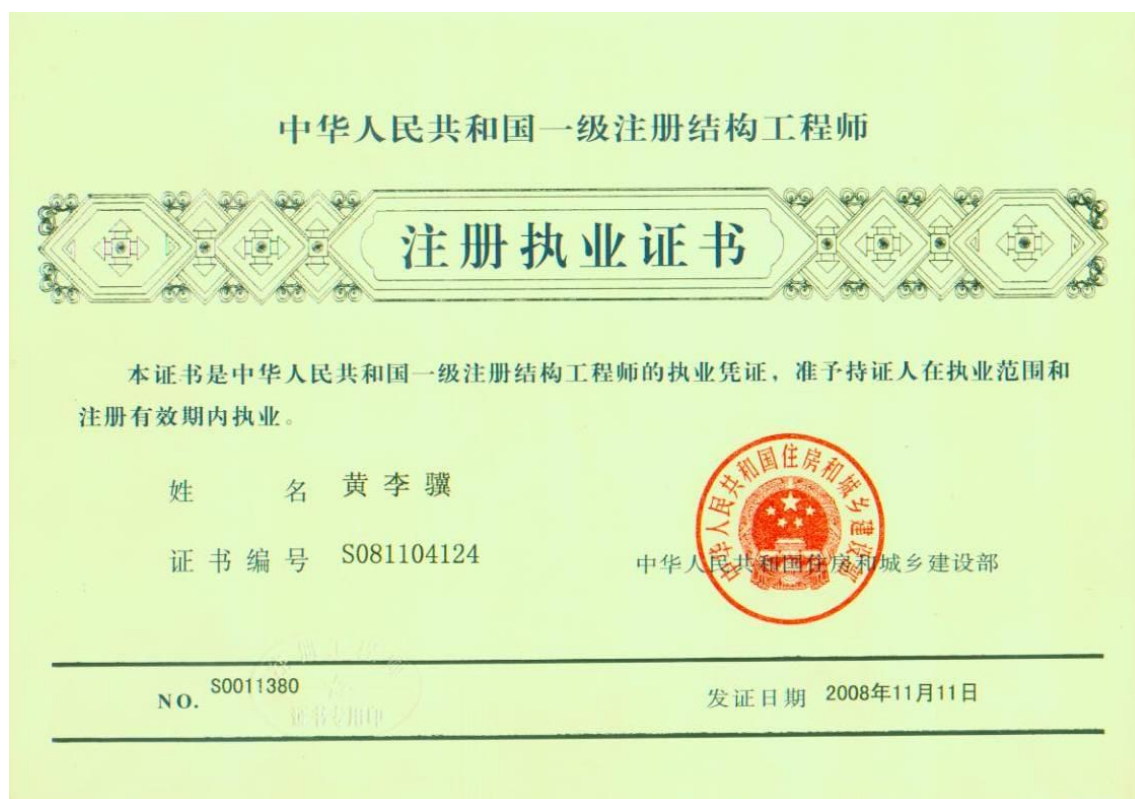 中华人民共和国一级注册结构工程师
注册执业证书
本证书是中华人民共和国一级注册结构工程师的执业凭证，准予持证人在执业范围和
注册有效期内执业。
姓 名 黄李骥
证书编号 S081104124
中华人民共和国住房和城乡建设部
中华人民共和国住房和城乡建设部
NO. S0011380
发证日期 2008年11月11日
证书专用印